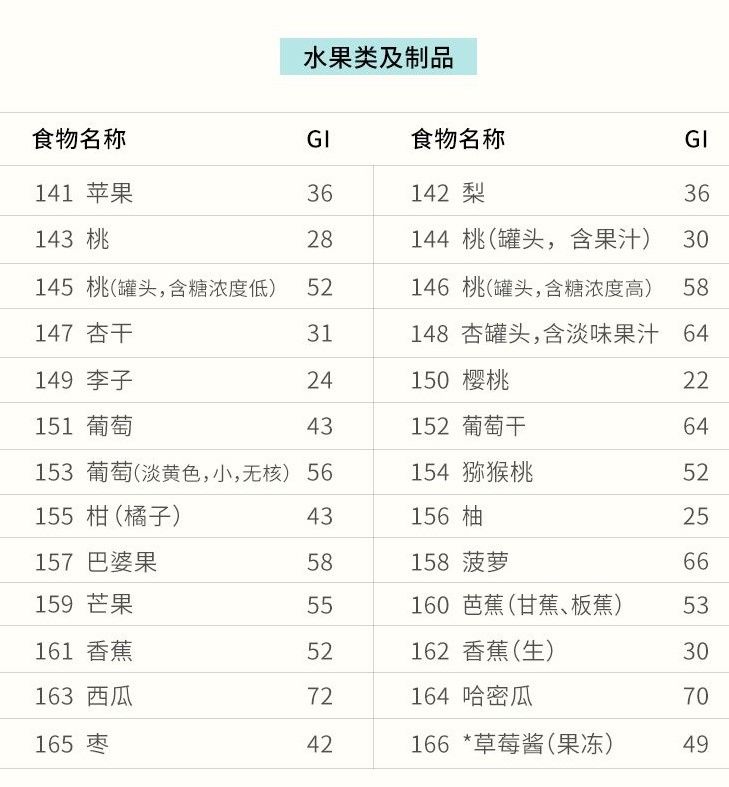 水果类及制品
食物名称 GI 食物名称 GI
141 苹果 36 142 梨 36
143 桃 28 144 桃(罐头，含果汁) 30
145 桃(罐头,含糖浓度低) 52 146 桃(罐头,含糖浓度高) 58
147 杏干 31 148 杏罐头,含淡味果汁 64
149 李子 24 150 樱桃 22
151 葡萄 43 152 葡萄干 64
153 葡萄(淡黄色,小,无核) 56 154 猕猴桃 52
155 柑(橘子) 43 156 柚 25
157 巴婆果 58 158 菠萝 66
159 芒果 55 160 芭蕉(甘蕉、板蕉) 53
161 香蕉 52 162 香蕉(生) 30
163 西瓜 72 164 哈密瓜 70
165 枣 42 166 *草莓酱(果冻) 49